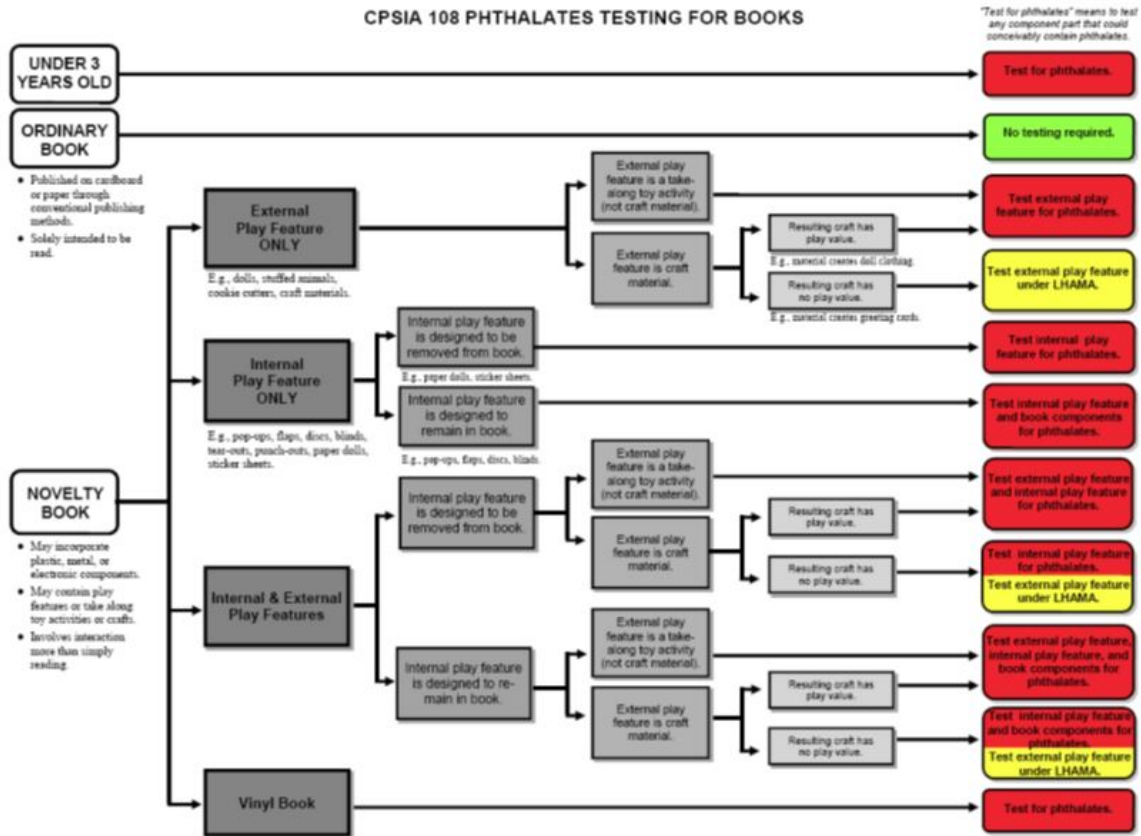 CPSIA 108 PHTHALATES TESTING FOR BOOKS
"Test for phthalates" means to test
any component part that could
conceivably contain phthalates.
UNDER 3
YEARS OLD
Test for phthalates.
ORDINARY
BOOK
No testing required.
• Published on cardboard
or paper through
conventional publishing
methods.
• Solely intended to be
read.
External
Play Feature
ONLY
E.g., dolls, stuffed animals,
cookie cutters, craft materials.
External play
feature is a take-
along toy activity
(not craft material).
Test external play
feature for phthalates.
External play
feature is craft
material.
Resulting craft has
play value.
E.g., material creates doll clothing.
Resulting craft has
no play value.
E.g., material creates greeting cards.
Test external play feature
under LHAMA.
Internal
Play Feature
ONLY
E.g., pop-ups, flaps, discs, blinds,
tear-outs, punch-outs, paper dolls,
sticker sheets.
Internal play feature
is designed to be
removed from book.
E.g., paper dolls, sticker sheets.
Test internal play
feature for phthalates.
Internal play feature
is designed to
remain in book.
E.g., pop-ups, flaps, discs, blinds.
Test internal play feature
and book components
for phthalates.
NOVELTY
BOOK
• May incorporate
plastic, metal, or
electronic components.
• May contain play
features or take along
toy activities or crafts.
• Involves interaction
more than simply
reading.
Internal & External
Play Features
Internal play feature
is designed to be
removed from book.
External play
feature is a take-
along toy activity
(not craft material).
Test external play feature
and internal play feature
for phthalates.
External play
feature is craft
material.
Resulting craft has
play value.
Resulting craft has
no play value.
Test internal play feature
for phthalates.
Test external play feature
under LHAMA.
Internal play feature
is designed to re-
main in book.
External play
feature is a take-
along toy activity
(not craft material).
Test external play feature,
internal play feature, and
book components for
phthalates.
External play
feature is craft
material.
Resulting craft has
play value.
Resulting craft has
no play value.
Test internal play feature
and book components for
phthalates.
Test external play feature
under LHAMA.
Vinyl Book
Test for phthalates.